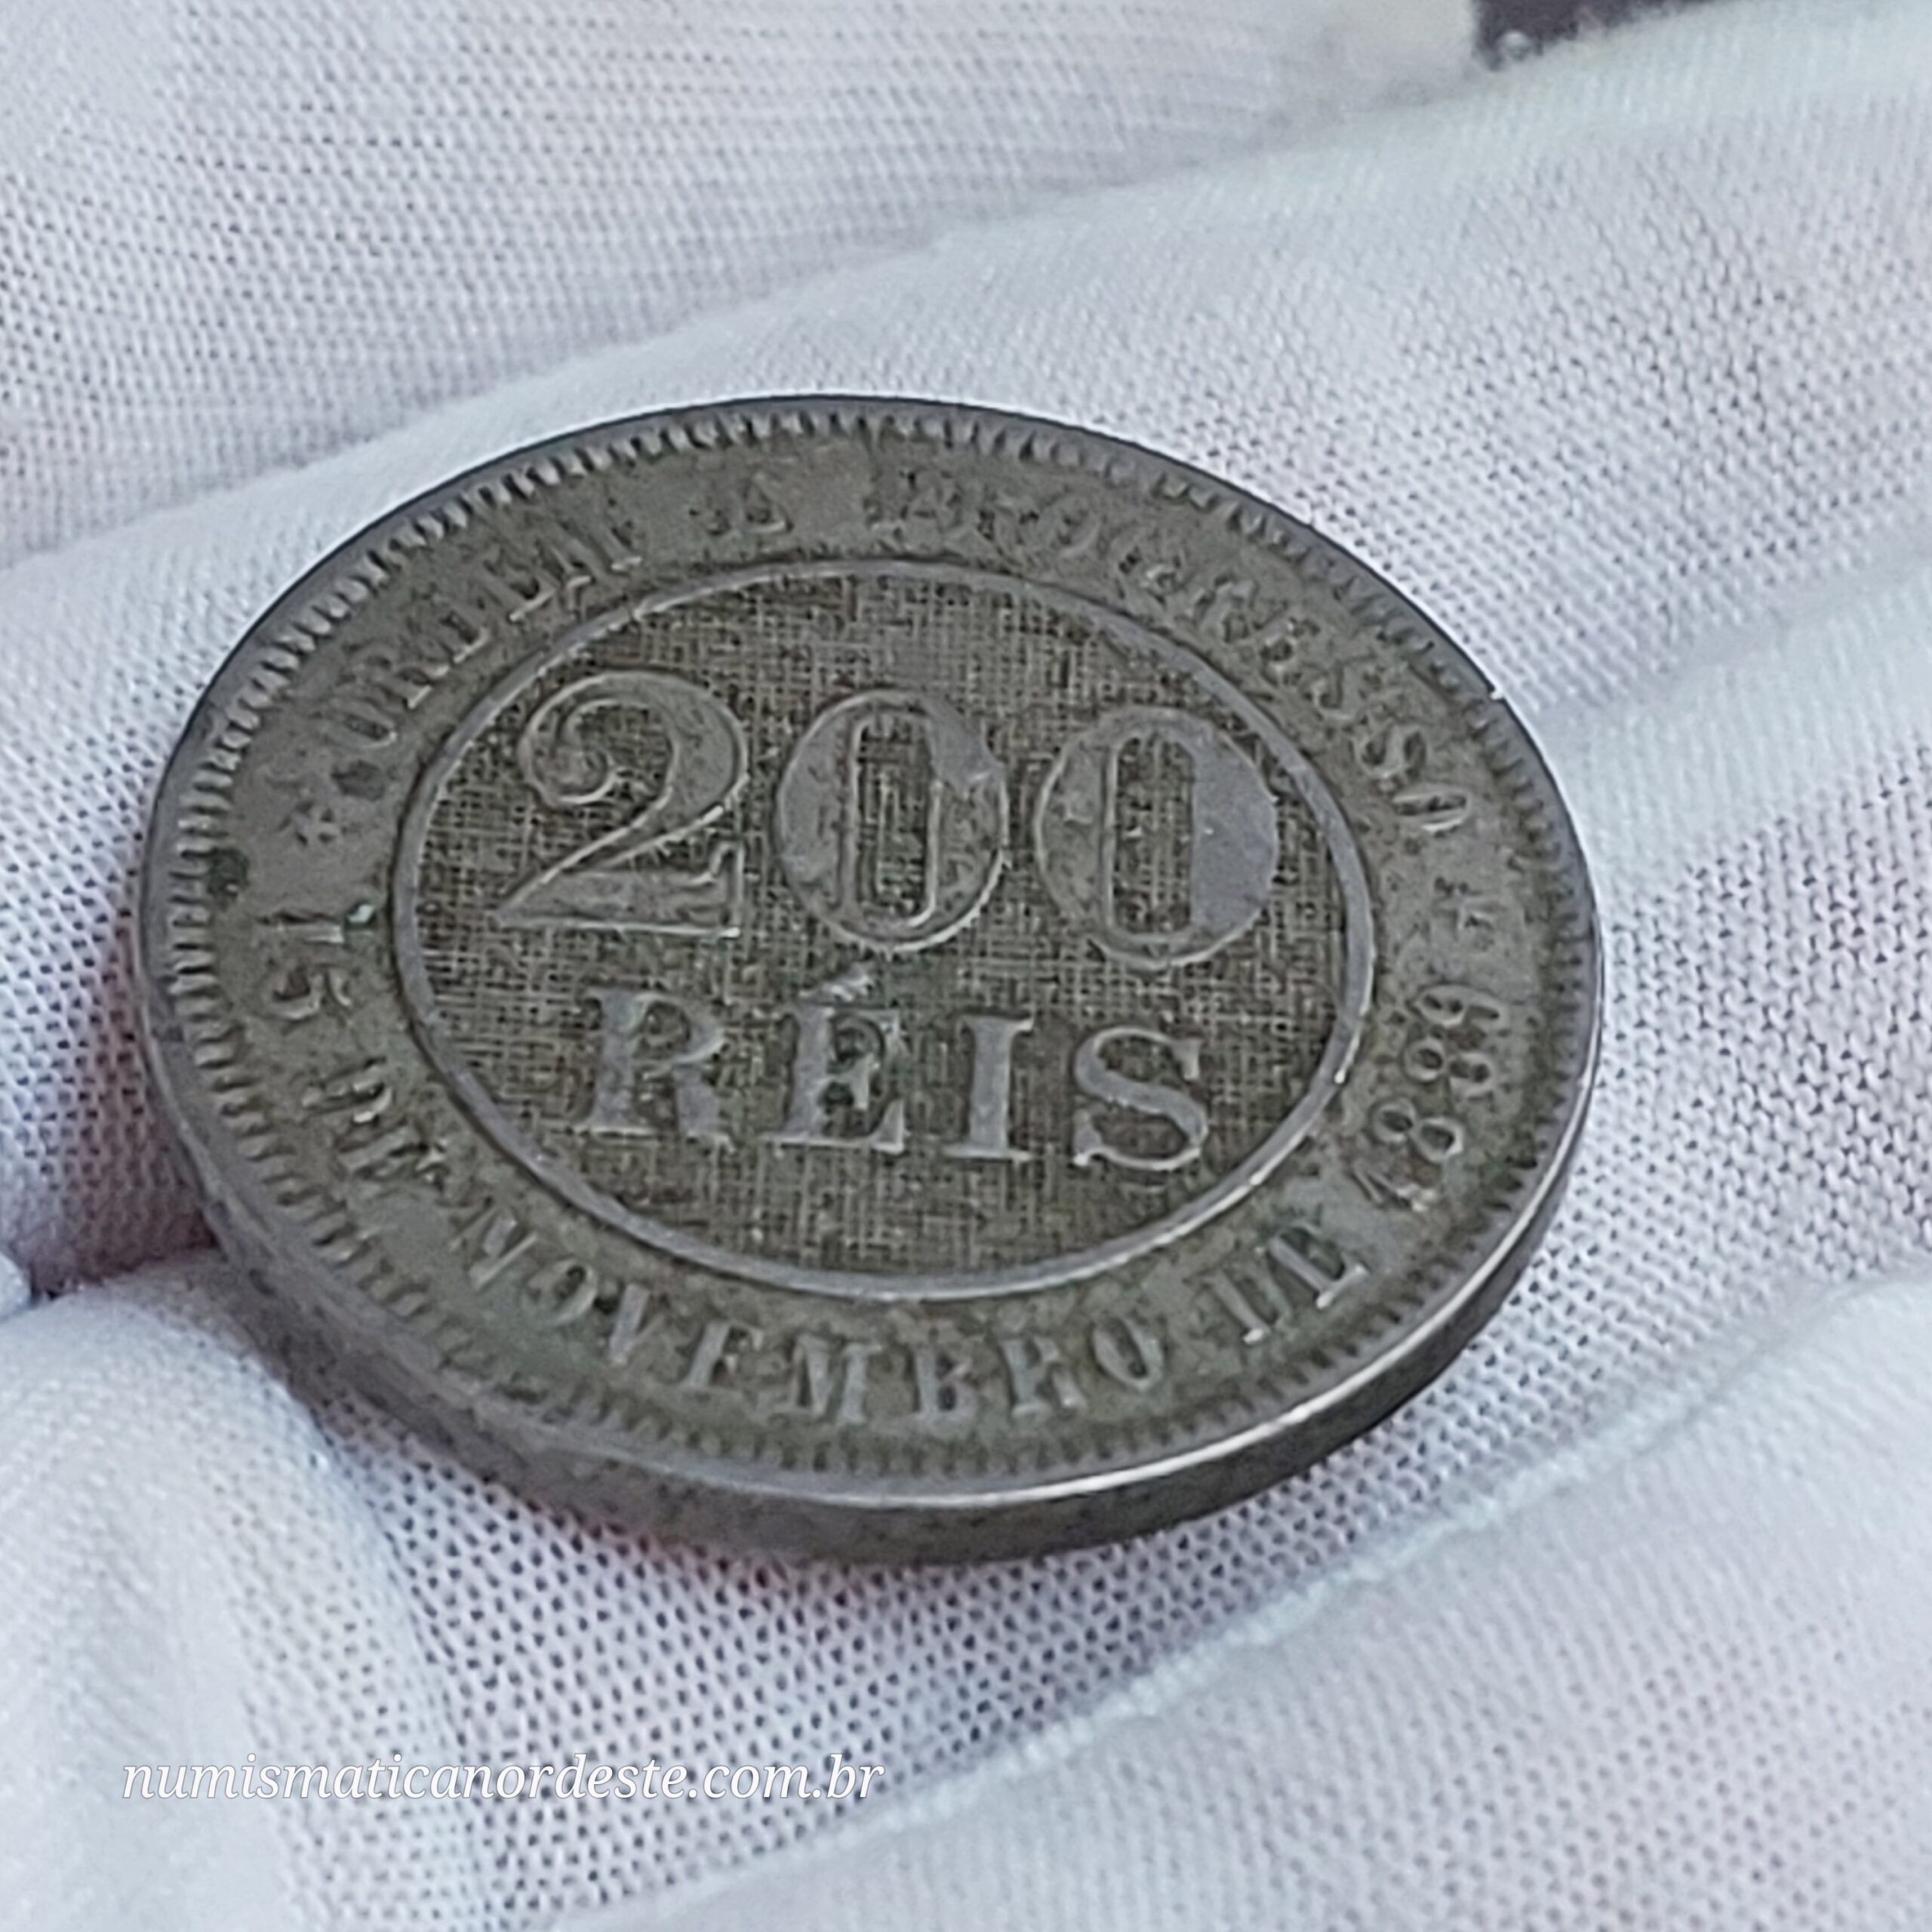 * ORDEM E PROGRESSO *
200
RÉIS
15 DE NOVEMBRO DE 1889
numismaticanordeste.com.br